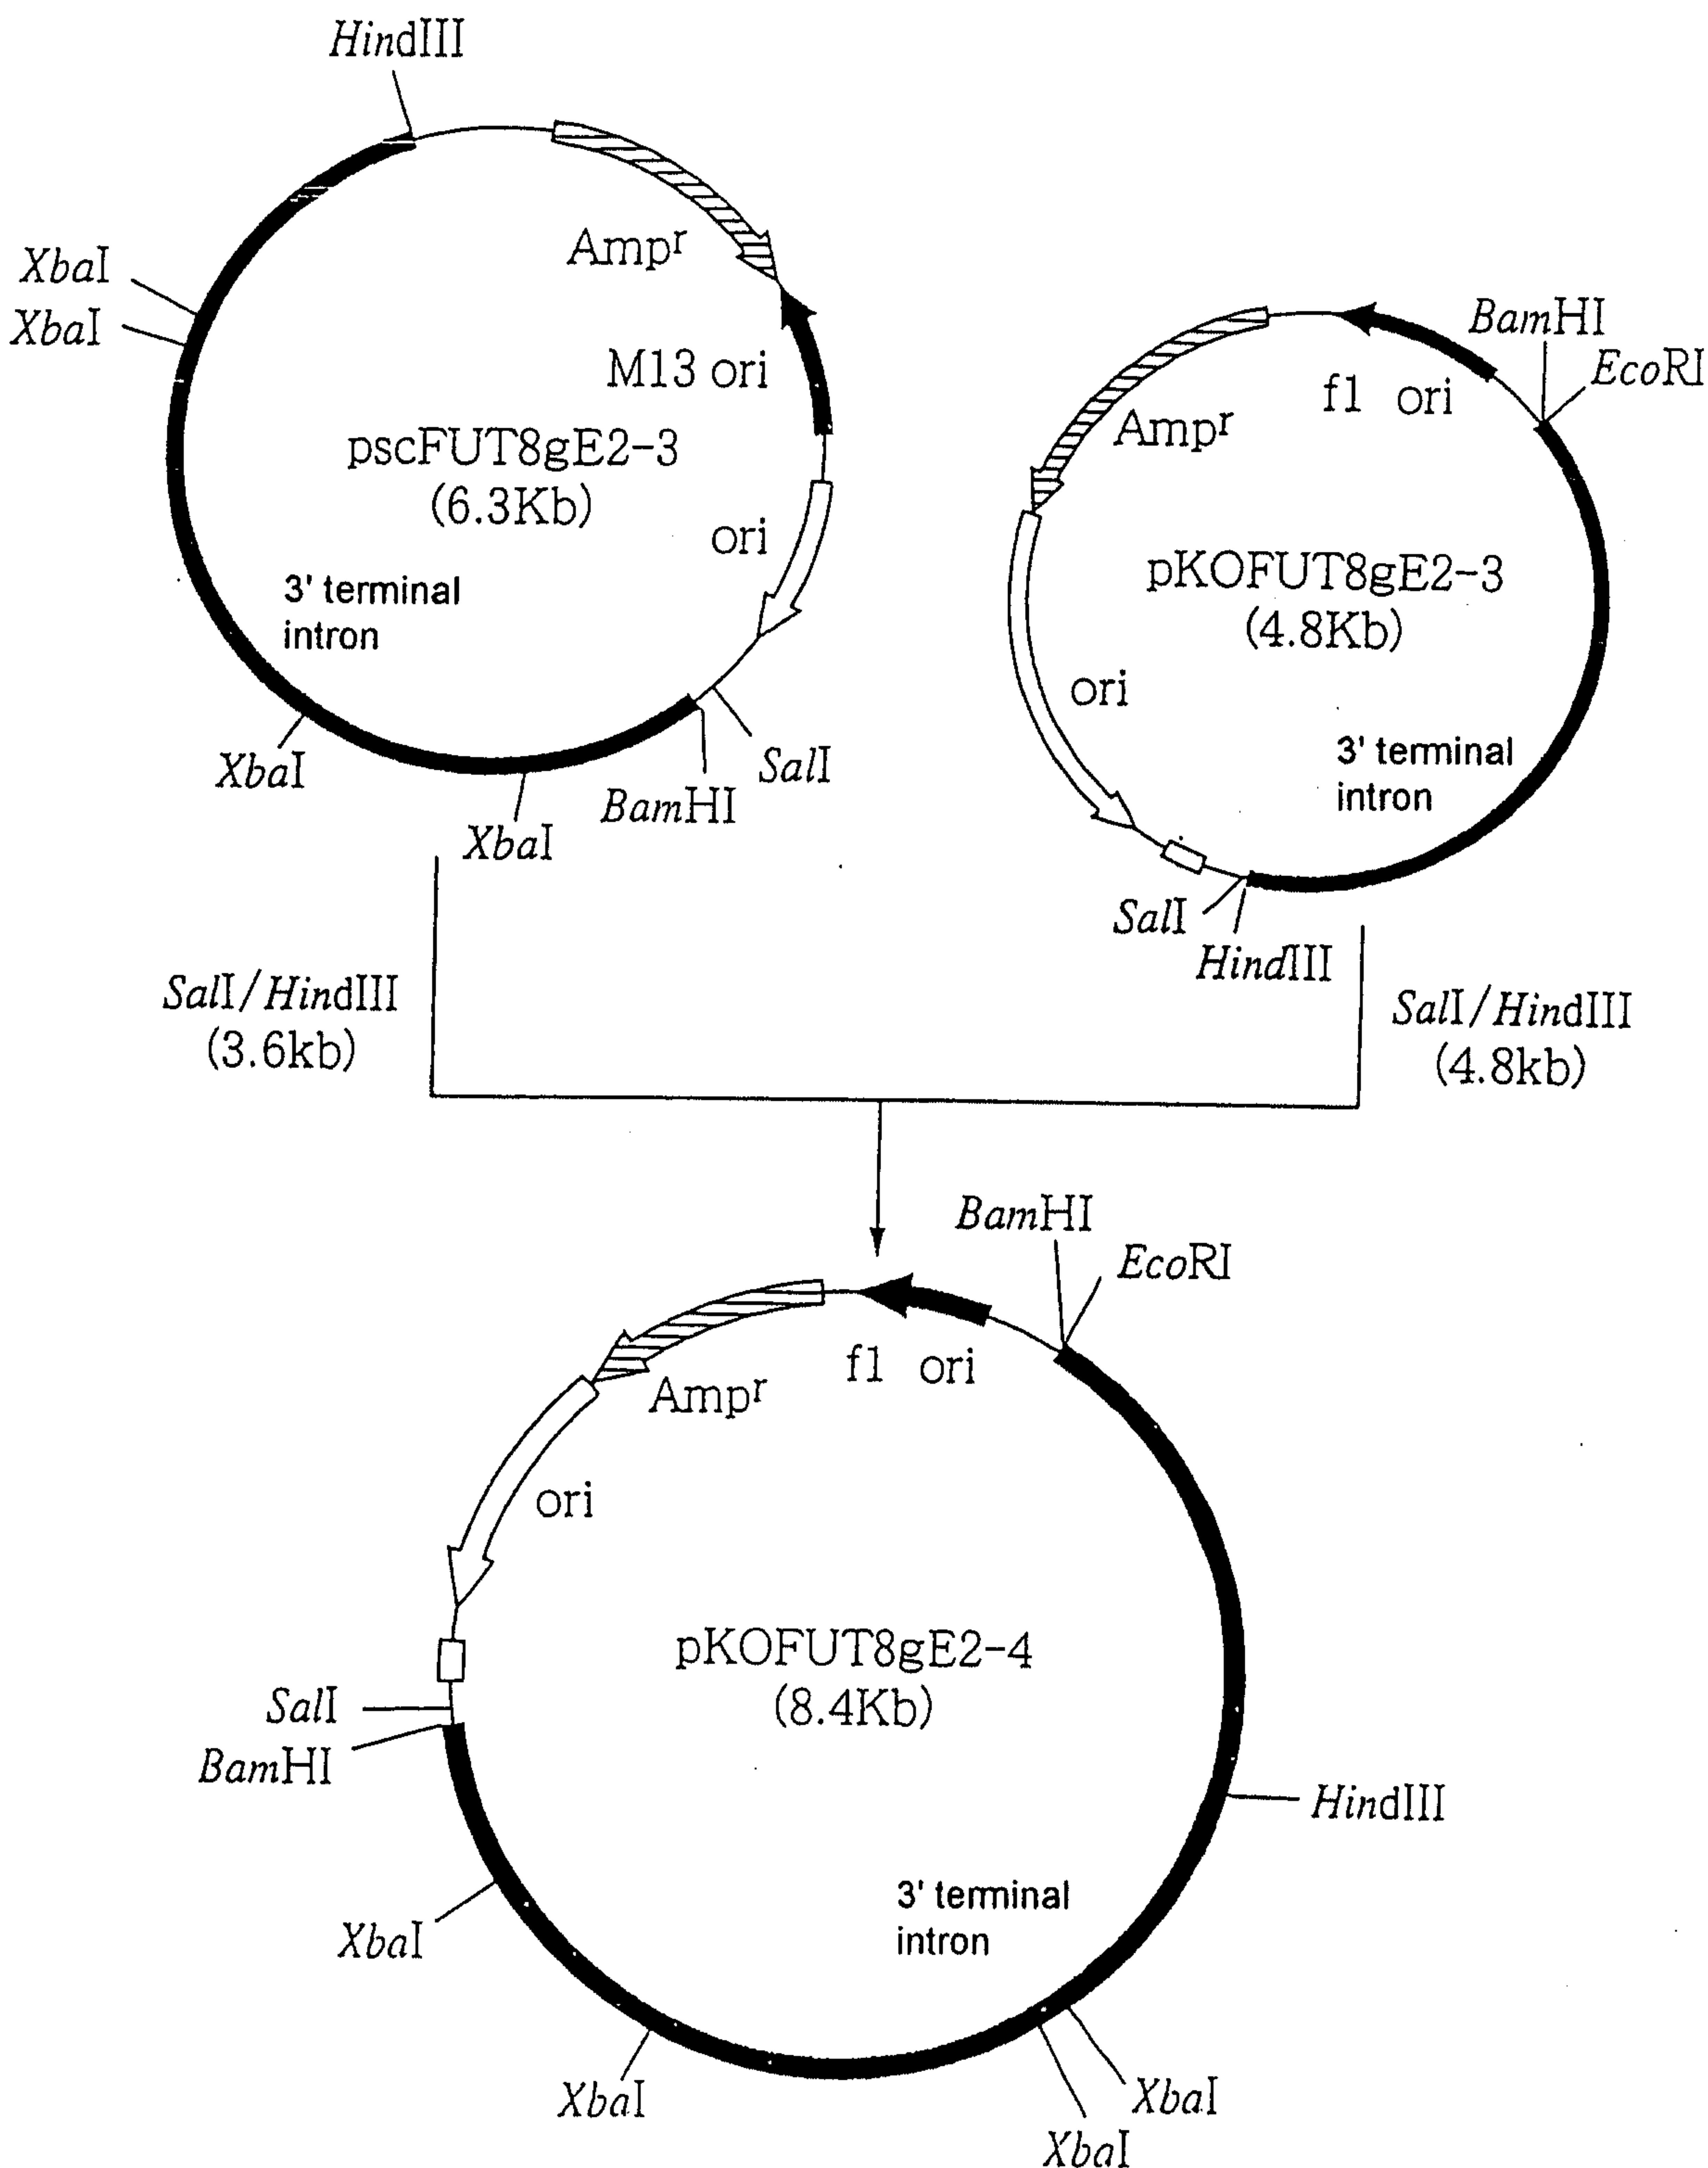 HindIII
XbaI
XbaI
Ampr
M13 ori
pscFUT8gE2-3
(6.3Kb)
ori
3' terminal
intron
XbaI
XbaI
BamHI
SalI
BamHI
EcoRI
f1 ori
Ampr
pKOFUT8gE2-3
(4.8Kb)
ori
3' terminal
intron
SalI
HindIII
SalI/HindIII
(3.6kb)
SalI/HindIII
(4.8kb)
BamHI
EcoRI
f1 ori
Ampr
ori
pKOFUT8gE2-4
(8.4Kb)
SalI
BamHI
HindIII
3' terminal
intron
XbaI
XbaI
XbaI
XbaI